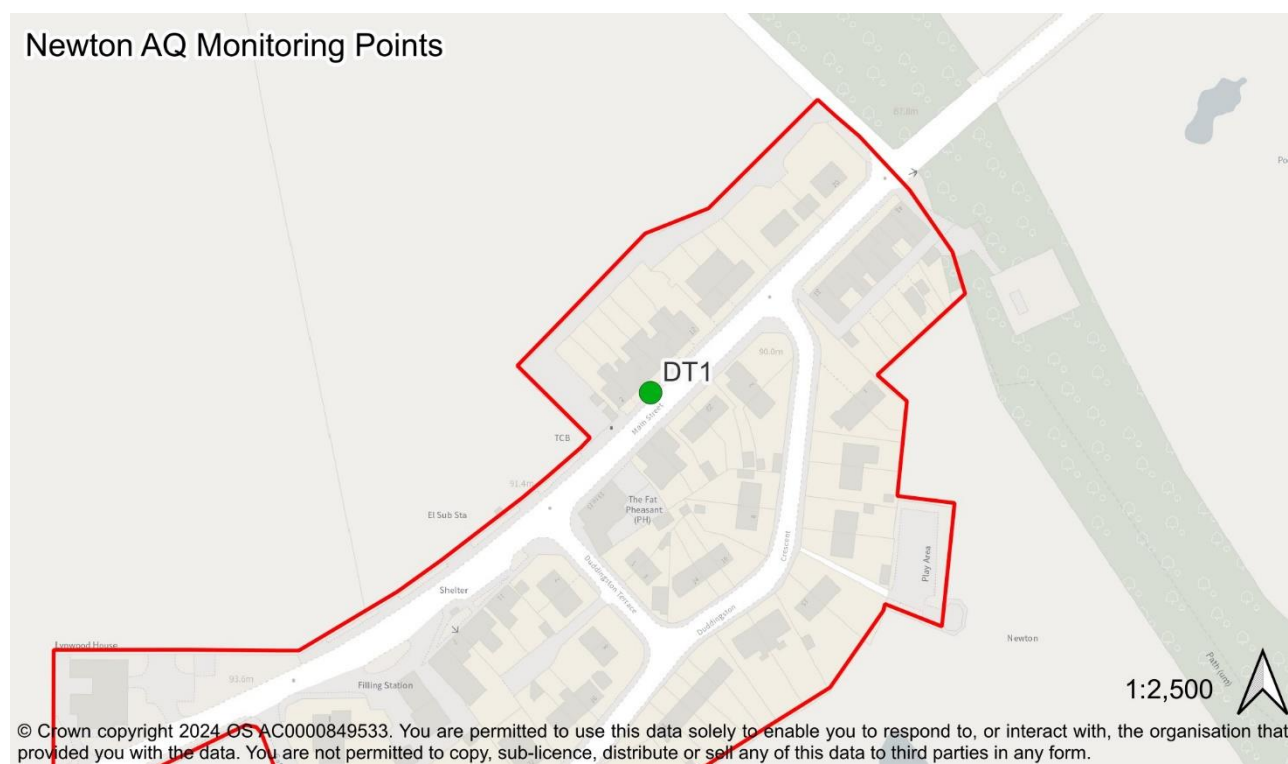 Newton AQ Monitoring Points
87.8m
DT1
Main Street
90.0m
TCB
91.4m
El Sub Sta
The Fat
Pheasant
(PH)
Shelter
Duddingston Terrace
Crescent
Duddingston
Play Area
Newton
Path (um)
Lynwood House
93.6m
Filling Station
1:2,500
© Crown copyright 2024 OS AC0000849533. You are permitted to use this data solely to enable you to respond to, or interact with, the organisation that
provided you with the data. You are not permitted to copy, sub-licence, distribute or sell any of this data to third parties in any form.